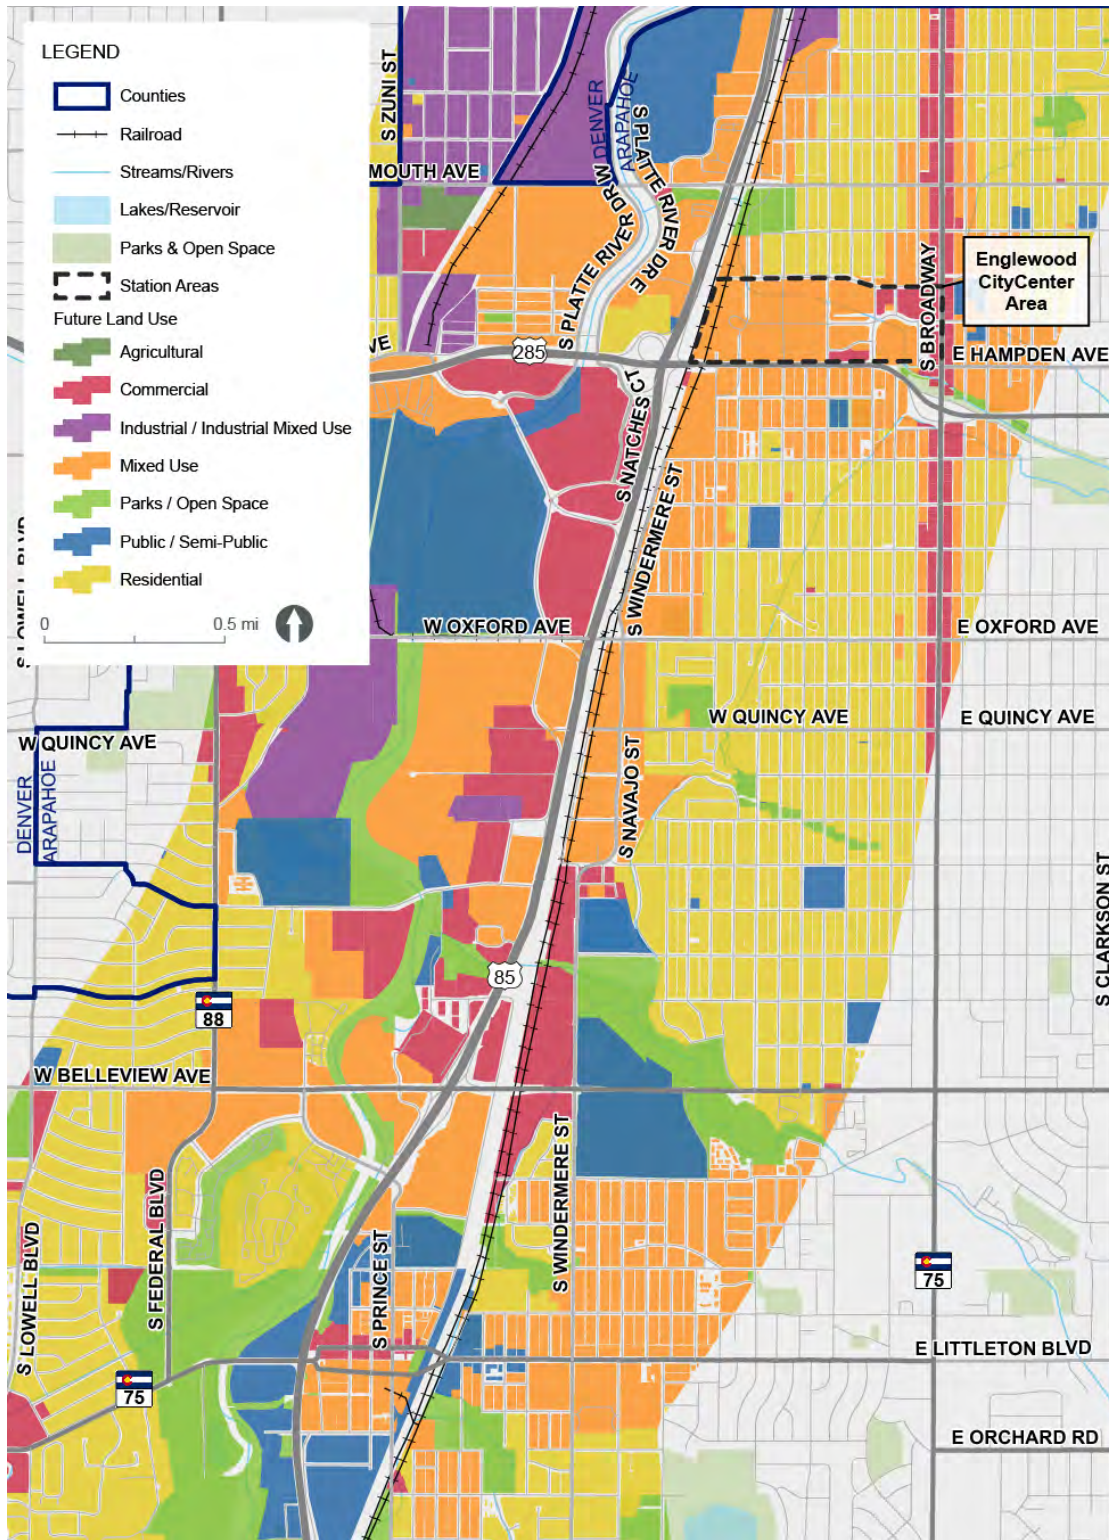 LEGEND
Counties
Railroad
Streams/Rivers
Lakes/Reservoir
Parks & Open Space
Station Areas
Future Land Use
Agricultural
Commercial
Industrial / Industrial Mixed Use
Mixed Use
Parks / Open Space
Public / Semi-Public
Residential
0 0.5 mi
S ZUNI ST
MOUTH AVE
DENVER
ARAPAHOE
S PLATTE RIVER DR W
S PLATTE RIVER DR E
S BROADWAY
Englewood
CityCenter
Area
VE
285
E HAMPDEN AVE
S NATCHES CT
S WINDERMERE ST
S LOWELL BLVD
W OXFORD AVE
E OXFORD AVE
W QUINCY AVE
W QUINCY AVE
E QUINCY AVE
DENVER
ARAPAHOE
S NAVAJO ST
S CLARKSON ST
85
88
W BELLEVIEW AVE
S WINDERMERE ST
S FEDERAL BLVD
S LOWELL BLVD
S PRINCE ST
75
E LITTLETON BLVD
75
E ORCHARD RD